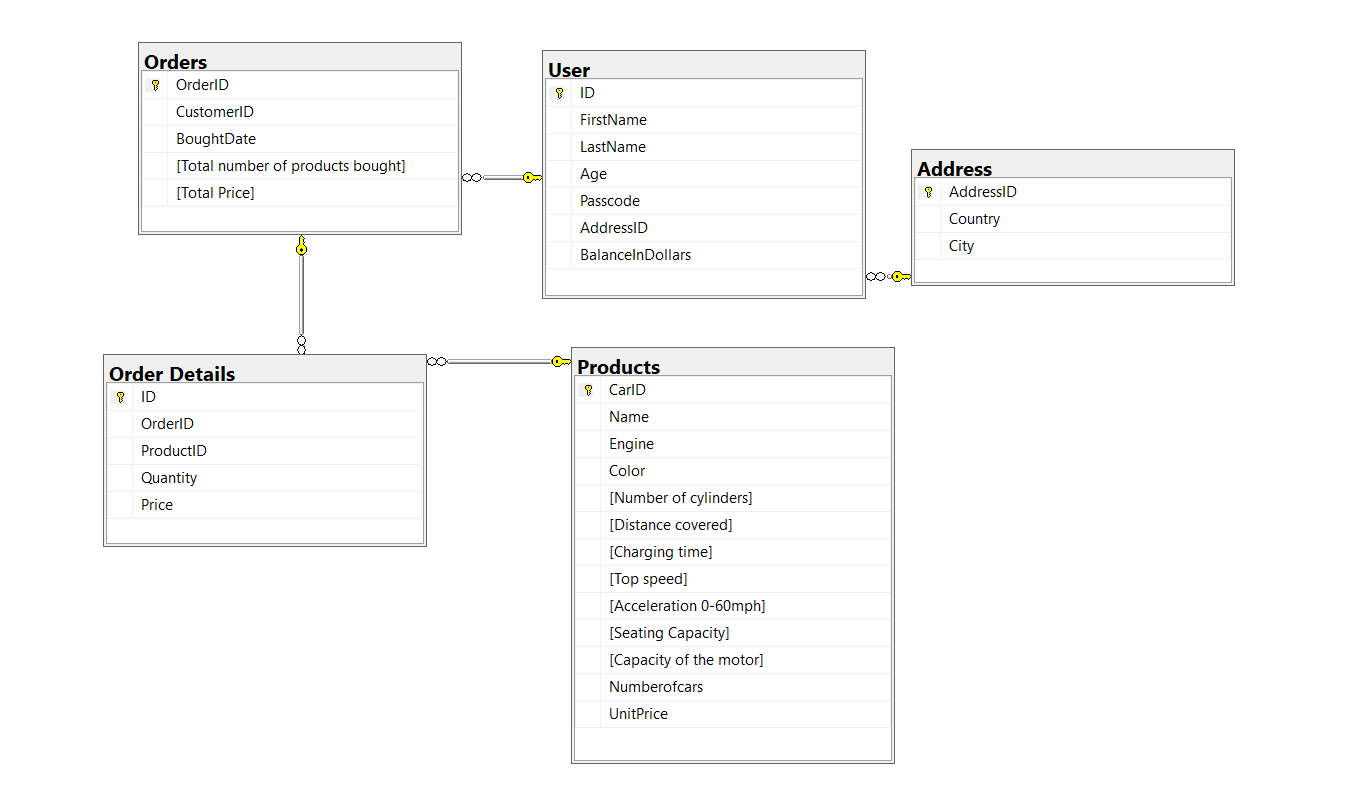 Orders
OrderID
CustomerID
BoughtDate
[Total number of products bought]
[Total Price]
User
ID
FirstName
LastName
Age
Passcode
AddressID
BalanceInDollars
Address
AddressID
Country
City
Order Details
ID
OrderID
ProductID
Quantity
Price
Products
CarID
Name
Engine
Color
[Number of cylinders]
[Distance covered]
[Charging time]
[Top speed]
[Acceleration 0-60mph]
[Seating Capacity]
[Capacity of the motor]
Numberofcars
UnitPrice